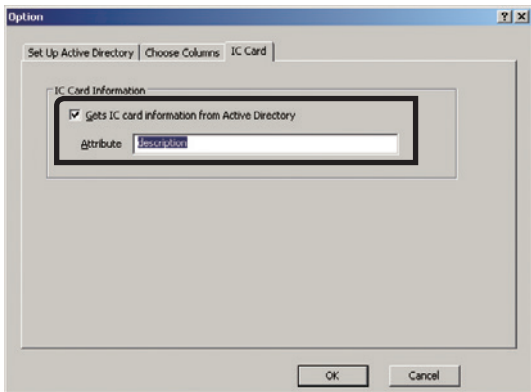 Option
Set Up Active Directory Choose Columns IC Card
IC Card Information
Gets IC card information from Active Directory
Attribute description
OK Cancel